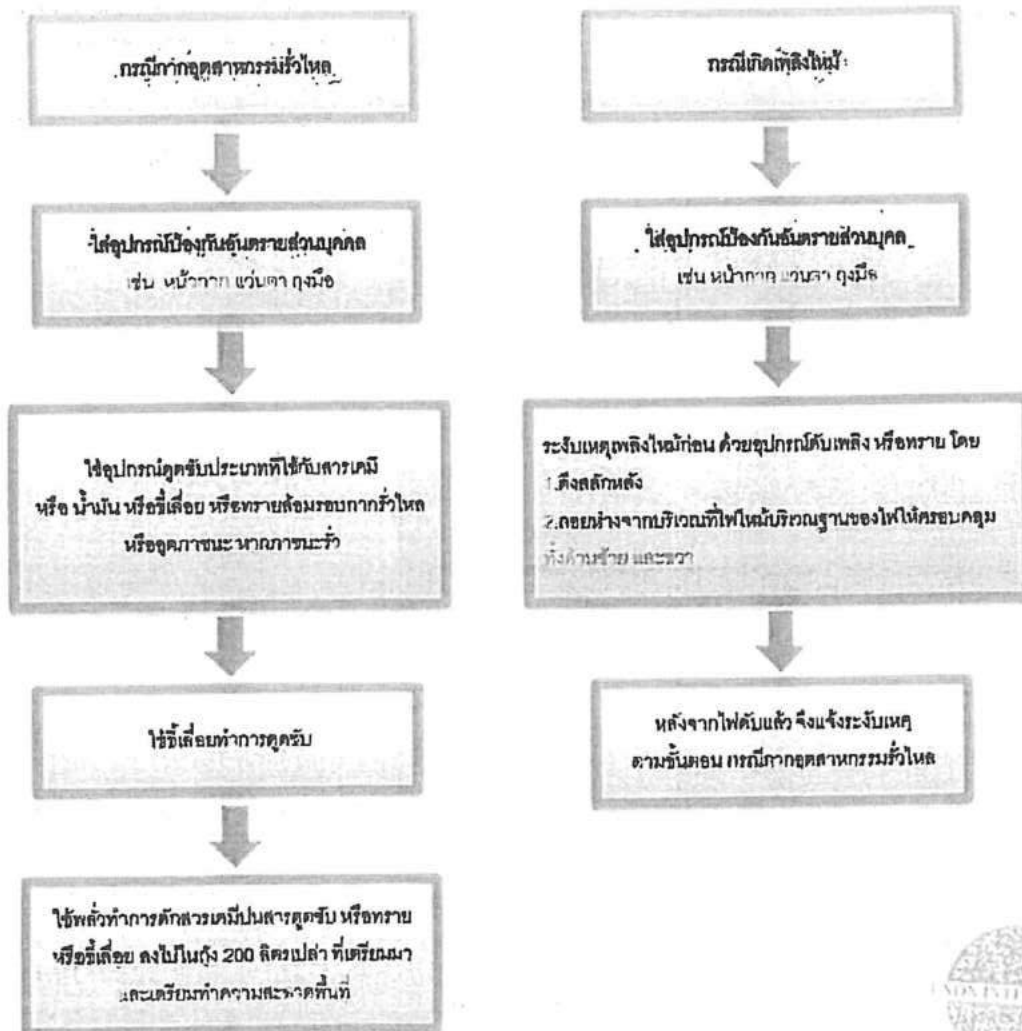 กรณีกากอุตสาหกรรมรั่วไหล
ใส่อุปกรณ์ป้องกันอันตรายส่วนบุคคล
เช่น หน้ากาก แว่นตา ถุงมือ
ใช้อุปกรณ์ดูดซับประเภทที่ใช้กับสารเคมี
หรือ น้ำมัน หรือขี้เลื่อย หรือทรายล้อมรอบกากรั่วไหล
หรืออุดภาชนะ หากภาชนะรั่ว
ใช้ขี้เลื่อยทำการดูดซับ
ใช้พลั่วทำการตักสารเคมีปนสารดูดซับ หรือทราย
หรือขี้เลื่อย ลงไปในถัง 200 ลิตรเปล่า ที่เตรียมมา
และเตรียมทำความสะอาดพื้นที่
กรณีเกิดเพลิงไหม้
ใส่อุปกรณ์ป้องกันอันตรายส่วนบุคคล
เช่น หน้ากาก แว่นตา ถุงมือ
ระงับเหตุเพลิงไหม้ก่อน ด้วยอุปกรณ์ดับเพลิง หรือทราย โดย
1.ดึงสลักหลัง
2.ถอยห่างจากบริเวณที่ไฟไหม้บริเวณฐานของไฟให้ครอบคลุม
ทั้งด้านซ้าย และขวา
หลังจากไฟดับแล้ว จึงแจ้งระงับเหตุ
ตามขั้นตอน กรณีกากอุตสาหกรรมรั่วไหล